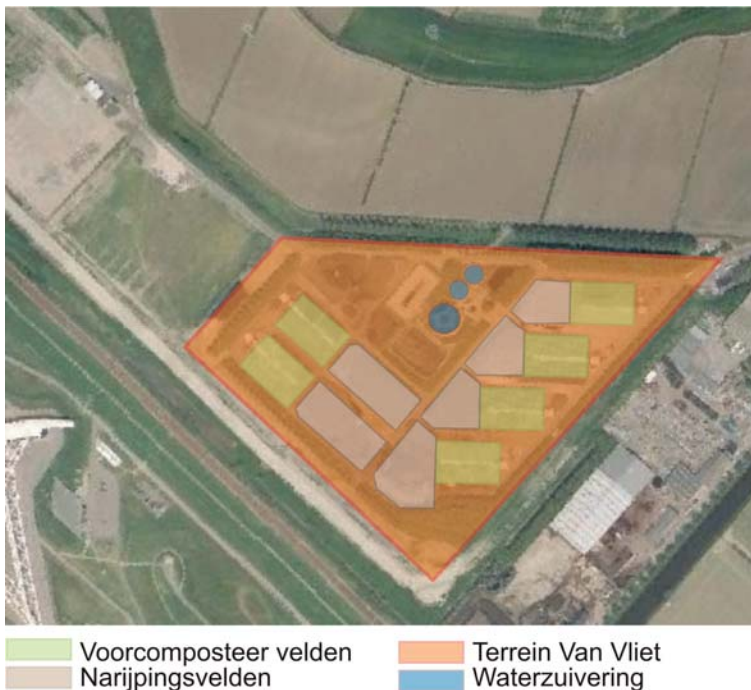 Voorcomposteer velden
Terrein Van Vliet
Narijpingsvelden
Waterzuivering